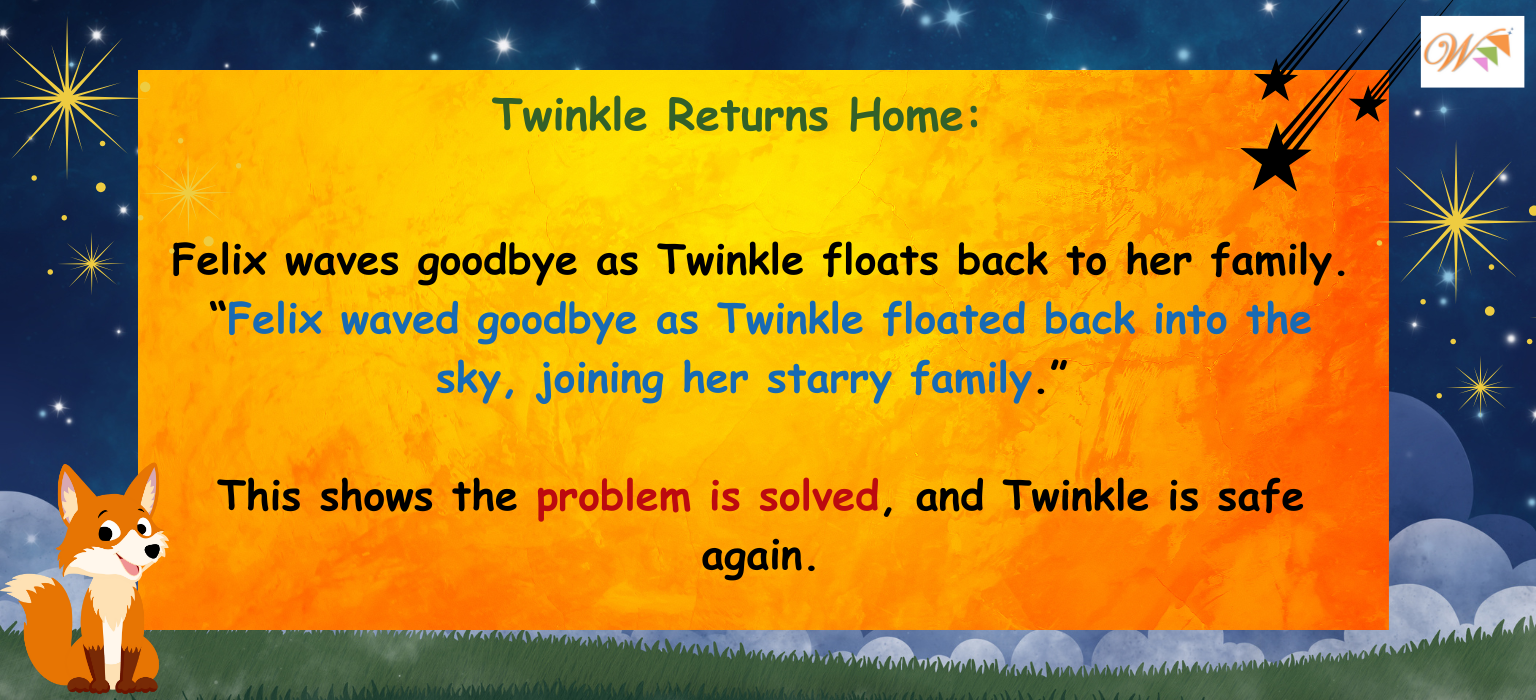 Twinkle Returns Home:
Felix waves goodbye as Twinkle floats back to her family.
“Felix waved goodbye as Twinkle floated back into the
sky, joining her starry family.”
This shows the problem is solved, and Twinkle is safe
again.
W